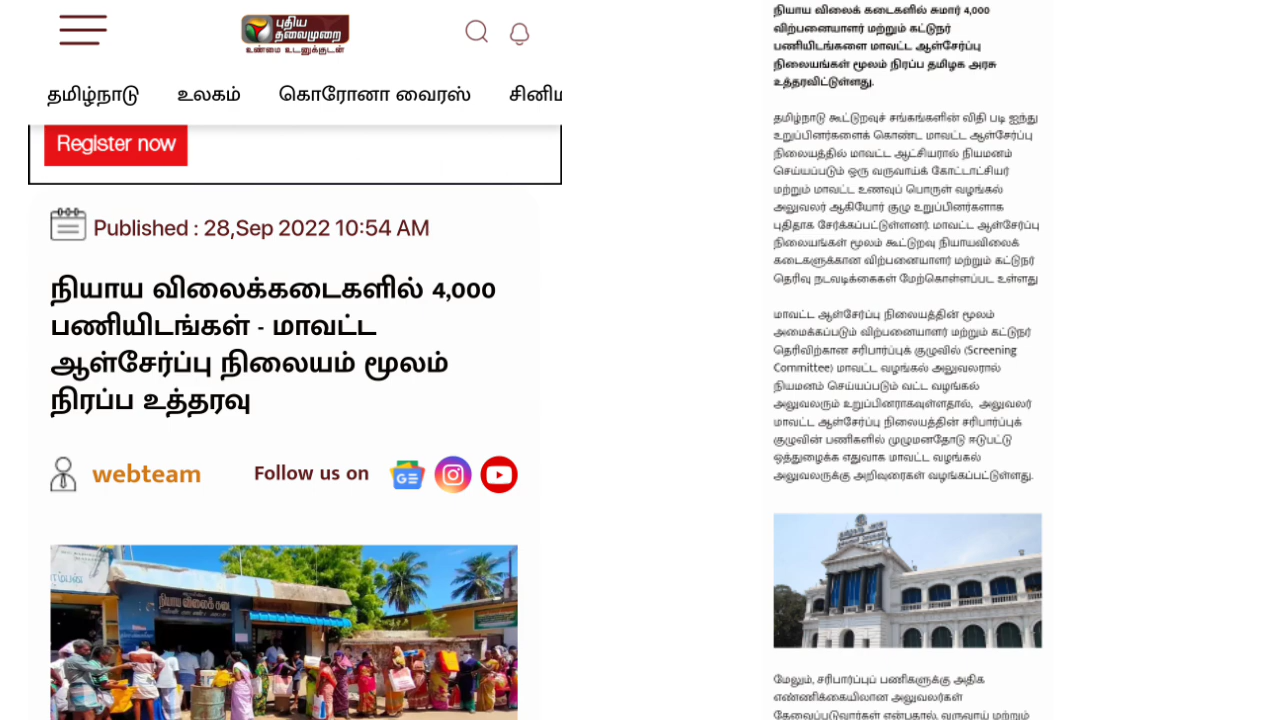 புதிய
தலைமுறை
உண்மை உடனுக்குடன்
தமிழ்நாடு உலகம் கொரோனா வைரஸ் சினிம
Register now
Published : 28,Sep 2022 10:54 AM
நியாய விலைக்கடைகளில் 4,000
பணியிடங்கள் - மாவட்ட
ஆள்சேர்ப்பு நிலையம் மூலம்
நிரப்ப உத்தரவு
webteam Follow us on
நியாய விலைக் கடை
நியாய விலைக் கடைகளில் சுமார் 4,000
விற்பனையாளர் மற்றும் கட்டுநர்
பணியிடங்களை மாவட்ட ஆள்சேர்ப்பு
நிலையங்கள் மூலம் நிரப்ப தமிழக அரசு
உத்தரவிட்டுள்ளது.
தமிழ்நாடு கூட்டுறவுச் சங்கங்களின் விதி படி ஐந்து
உறுப்பினர்களைக் கொண்ட மாவட்ட ஆள்சேர்ப்பு
நிலையத்தில் மாவட்ட ஆட்சியரால் நியமனம்
செய்யப்படும் ஒரு வருவாய்க் கோட்டாட்சியர்
மற்றும் மாவட்ட உணவுப் பொருள் வழங்கல்
அலுவலர் ஆகியோர் குழு உறுப்பினர்களாக
புதிதாக சேர்க்கப்பட்டுள்ளனர். மாவட்ட ஆள்சேர்ப்பு
நிலையங்கள் மூலம் கூட்டுறவு நியாயவிலைக்
கடைகளுக்கான விற்பனையாளர் மற்றும் கட்டுநர்
தெரிவு நடவடிக்கைகள் மேற்கொள்ளப்பட உள்ளது
மாவட்ட ஆள்சேர்ப்பு நிலையத்தின் மூலம்
அமைக்கப்படும் விற்பனையாளர் மற்றும் கட்டுநர்
தெரிவிற்கான சரிபார்ப்புக் குழுவில் (Screening
Committee) மாவட்ட வழங்கல் அலுவலரால்
நியமனம் செய்யப்படும் வட்ட வழங்கல்
அலுவலரும் உறுப்பினராகவுள்ளதால், அலுவலர்
மாவட்ட ஆள்சேர்ப்பு நிலையத்தின் சரிபார்ப்புக்
குழுவின் பணிகளில் முழுமனதோடு ஈடுபட்டு
ஒத்துழைக்க எதுவாக மாவட்ட வழங்கல்
அலுவலருக்கு அறிவுரைகள் வழங்கப்பட்டுள்ளது.
மேலும், சரிபார்ப்புப் பணிகளுக்கு அதிக
எண்ணிக்கையிலான அலுவலர்கள்
தேவைப்படுவார்கள் என்பதால், வருவாய் மற்றும்